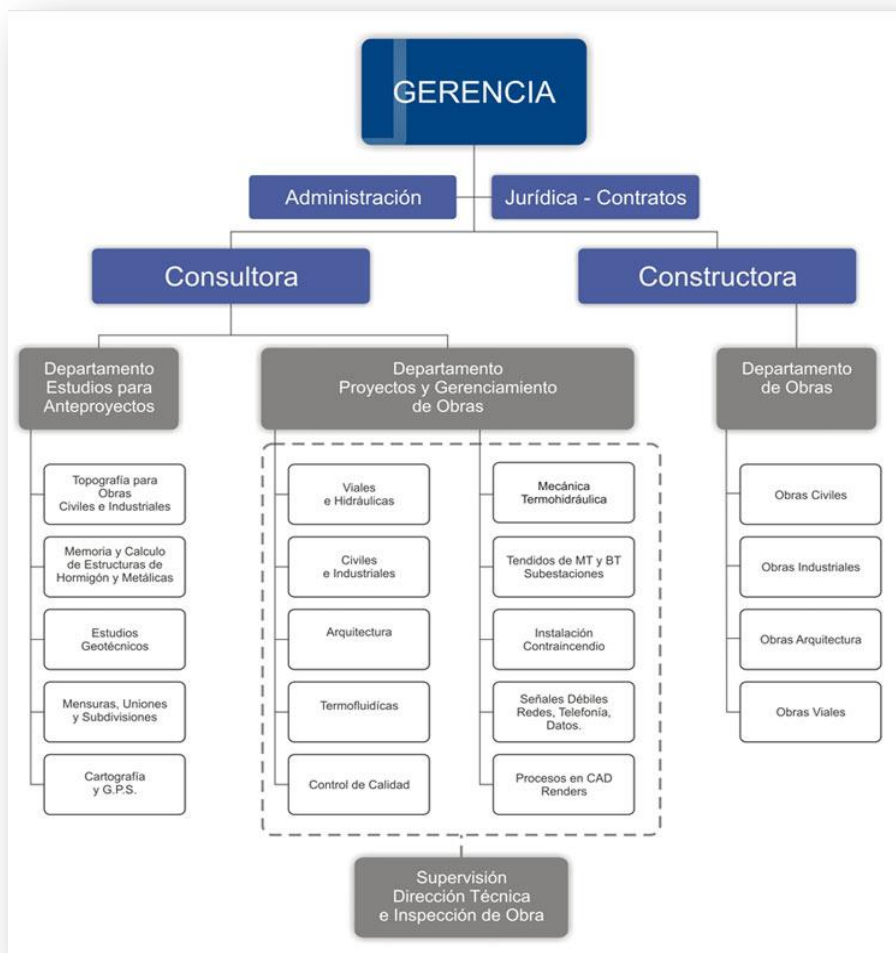 GERENCIA
Administración
Jurídica - Contratos
Consultora
Constructora
Departamento
Estudios para
Anteproyectos
Departamento
Proyectos y Gerenciamiento
de Obras
Departamento
de Obras
Topografía para
Obras
Civiles e Industriales
Memoria y Calculo
de Estructuras de
Hormigón y Metálicas
Estudios
Geotécnicos
Mensuras, Uniones
y Subdivisiones
Cartografía
y G.P.S.
Viales
e Hidráulicas
Civiles
e Industriales
Arquitectura
Termofluidícas
Control de Calidad
Mecánica
Termohidráulica
Tendidos de MT y BT
Subestaciones
Instalación
Contraincendio
Señales Débiles
Redes, Telefonía,
Datos.
Procesos en CAD
Renders
Obras Civiles
Obras Industriales
Obras Arquitectura
Obras Viales
Supervisión
Dirección Técnica
e Inspección de Obra